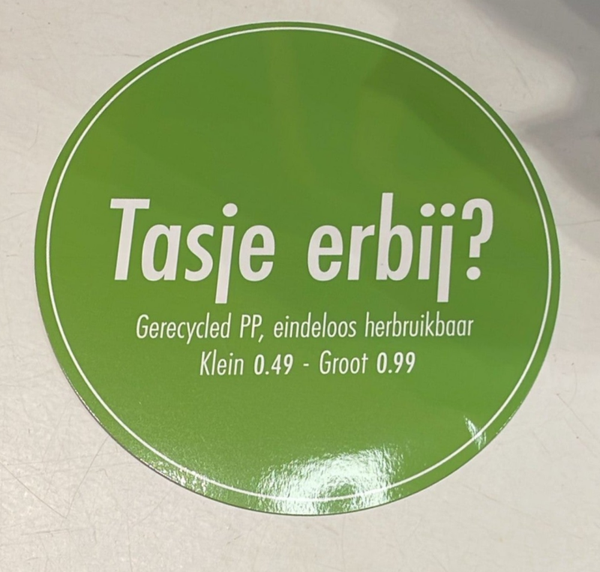 Tasje erbij?
Gerecycled PP, eindeloos herbruikbaar
Klein 0.49 - Groot 0.99